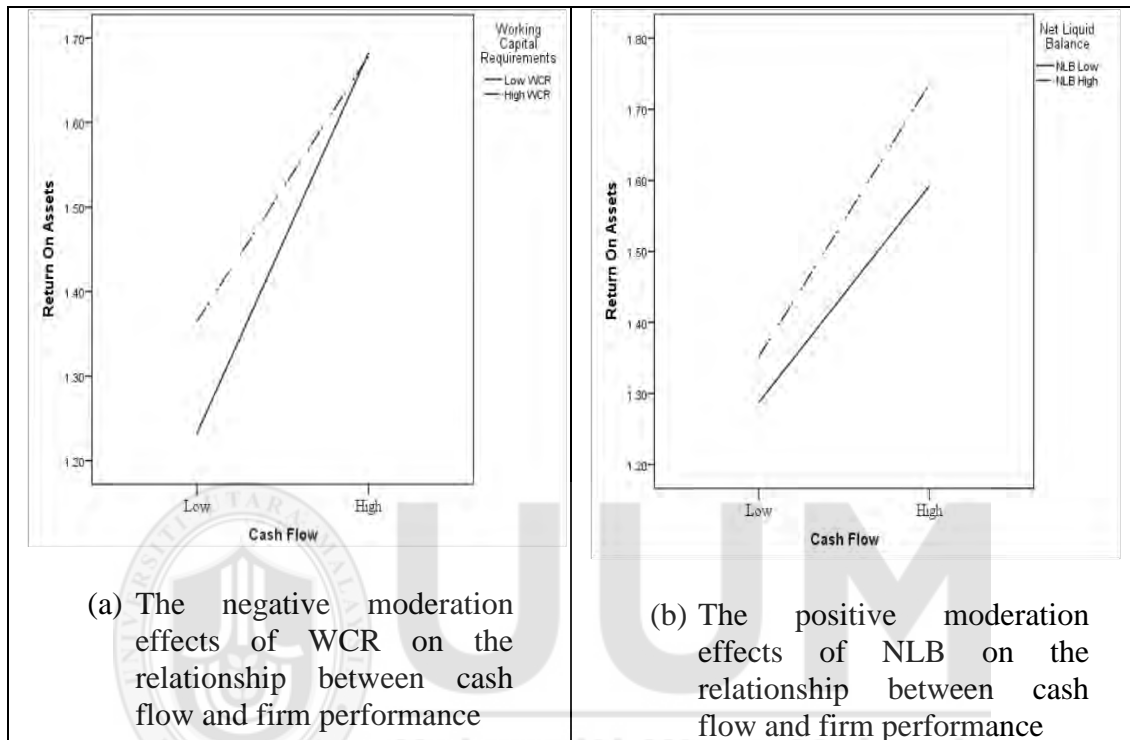 1.70
1.60
1.50
1.40
1.30
1.20
Return On Assets
Low
High
Cash Flow
Working
Capital
Requirements
Low WCR
High WCR
(a) The negative moderation
effects of WCR on the
relationship between cash
flow and firm performance
1.80
1.70
1.60
1.50
1.40
1.30
1.20
Return On Assets
Low
High
Cash Flow
Net Liquid
Balance
NLB Low
NLB High
(b) The positive moderation
effects of NLB on the
relationship between cash
flow and firm performance
UUM
UNIVERSITI UTARA MALAYSI